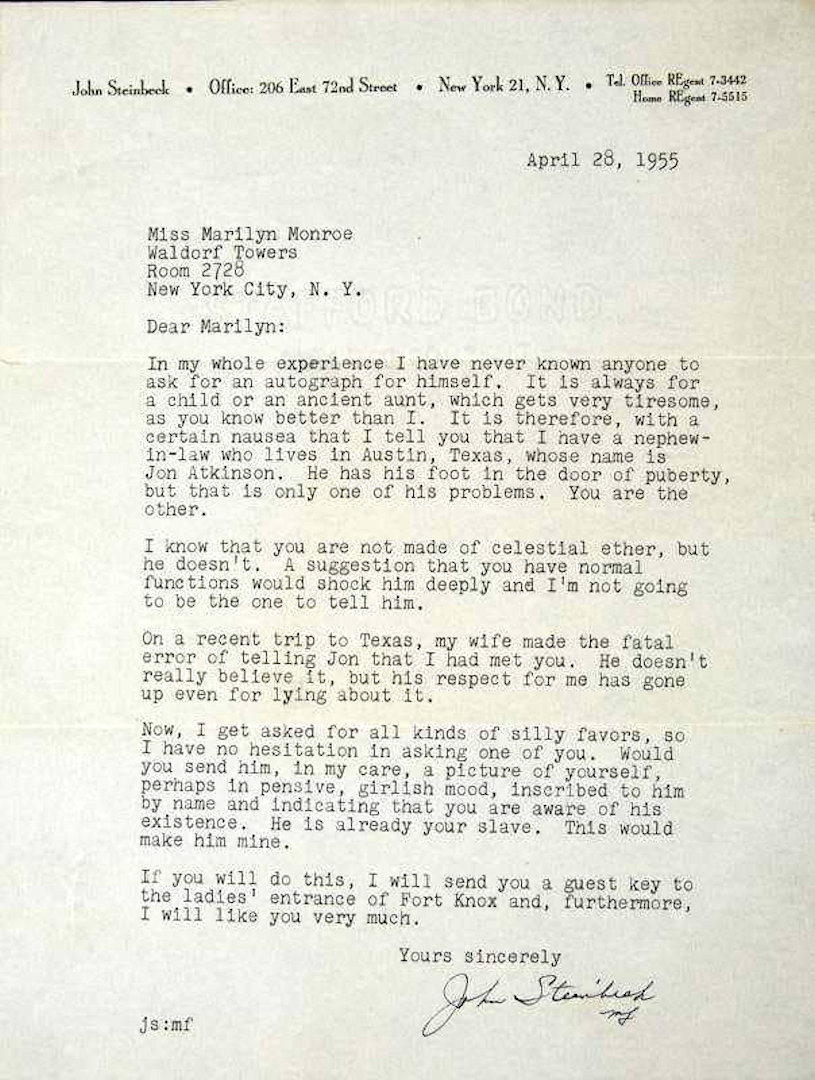 John Steinbeck • Office: 206 East 72nd Street • New York 21, N. Y. • Tel. Office REgent 7-3442
Home REgent 7-5515
April 28, 1955
Miss Marilyn Monroe
Waldorf Towers
Room 2728
New York City, N. Y.
Dear Marilyn:
In my whole experience I have never known anyone to
ask for an autograph for himself. It is always for
a child or an ancient aunt, which gets very tiresome,
as you know better than I. It is therefore, with a
certain nausea that I tell you that I have a nephew-
in-law who lives in Austin, Texas, whose name is
Jon Atkinson. He has his foot in the door of puberty,
but that is only one of his problems. You are the
other.
I know that you are not made of celestial ether, but
he doesn't. A suggestion that you have normal
functions would shock him deeply and I'm not going
to be the one to tell him.
On a recent trip to Texas, my wife made the fatal
error of telling Jon that I had met you. He doesn't
really believe it, but his respect for me has gone
up even for lying about it.
Now, I get asked for all kinds of silly favors, so
I have no hesitation in asking one of you. Would
you send him, in my care, a picture of yourself,
perhaps in pensive, girlish mood, inscribed to him
by name and indicating that you are aware of his
existence. He is already your slave. This would
make him mine.
If you will do this, I will send you a guest key to
the ladies' entrance of Fort Knox and, furthermore,
I will like you very much.
Yours sincerely
John Steinbeck
mf
js:mf